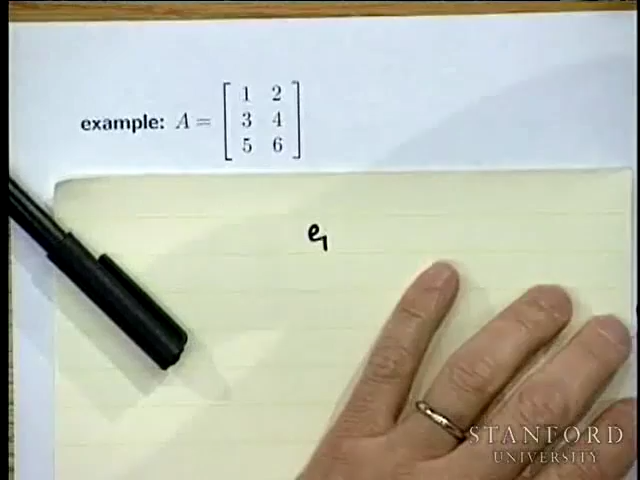 example: A = [ 1 2
3 4
5 6 ]
e₁
STANFORD
UNIVERSITY